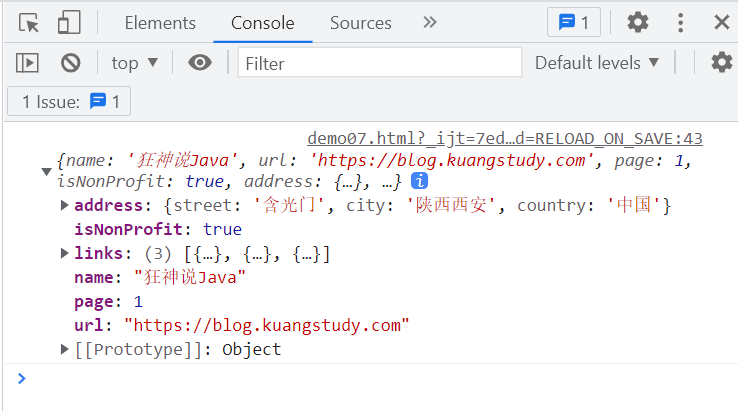 Elements Console Sources » 1
top Filter Default levels
1 Issue: 1
demo07.html?_ijt=7ed…d=RELOAD_ON_SAVE:43
{name: '狂神说Java', url: 'https://blog.kuangstudy.com', page: 1,
isNonProfit: true, address: {…}, …} i
address: {street: '含光门', city: '陕西西安', country: '中国'}
isNonProfit: true
links: (3) [{…}, {…}, {…}]
name: "狂神说Java"
page: 1
url: "https://blog.kuangstudy.com"
[[Prototype]]: Object